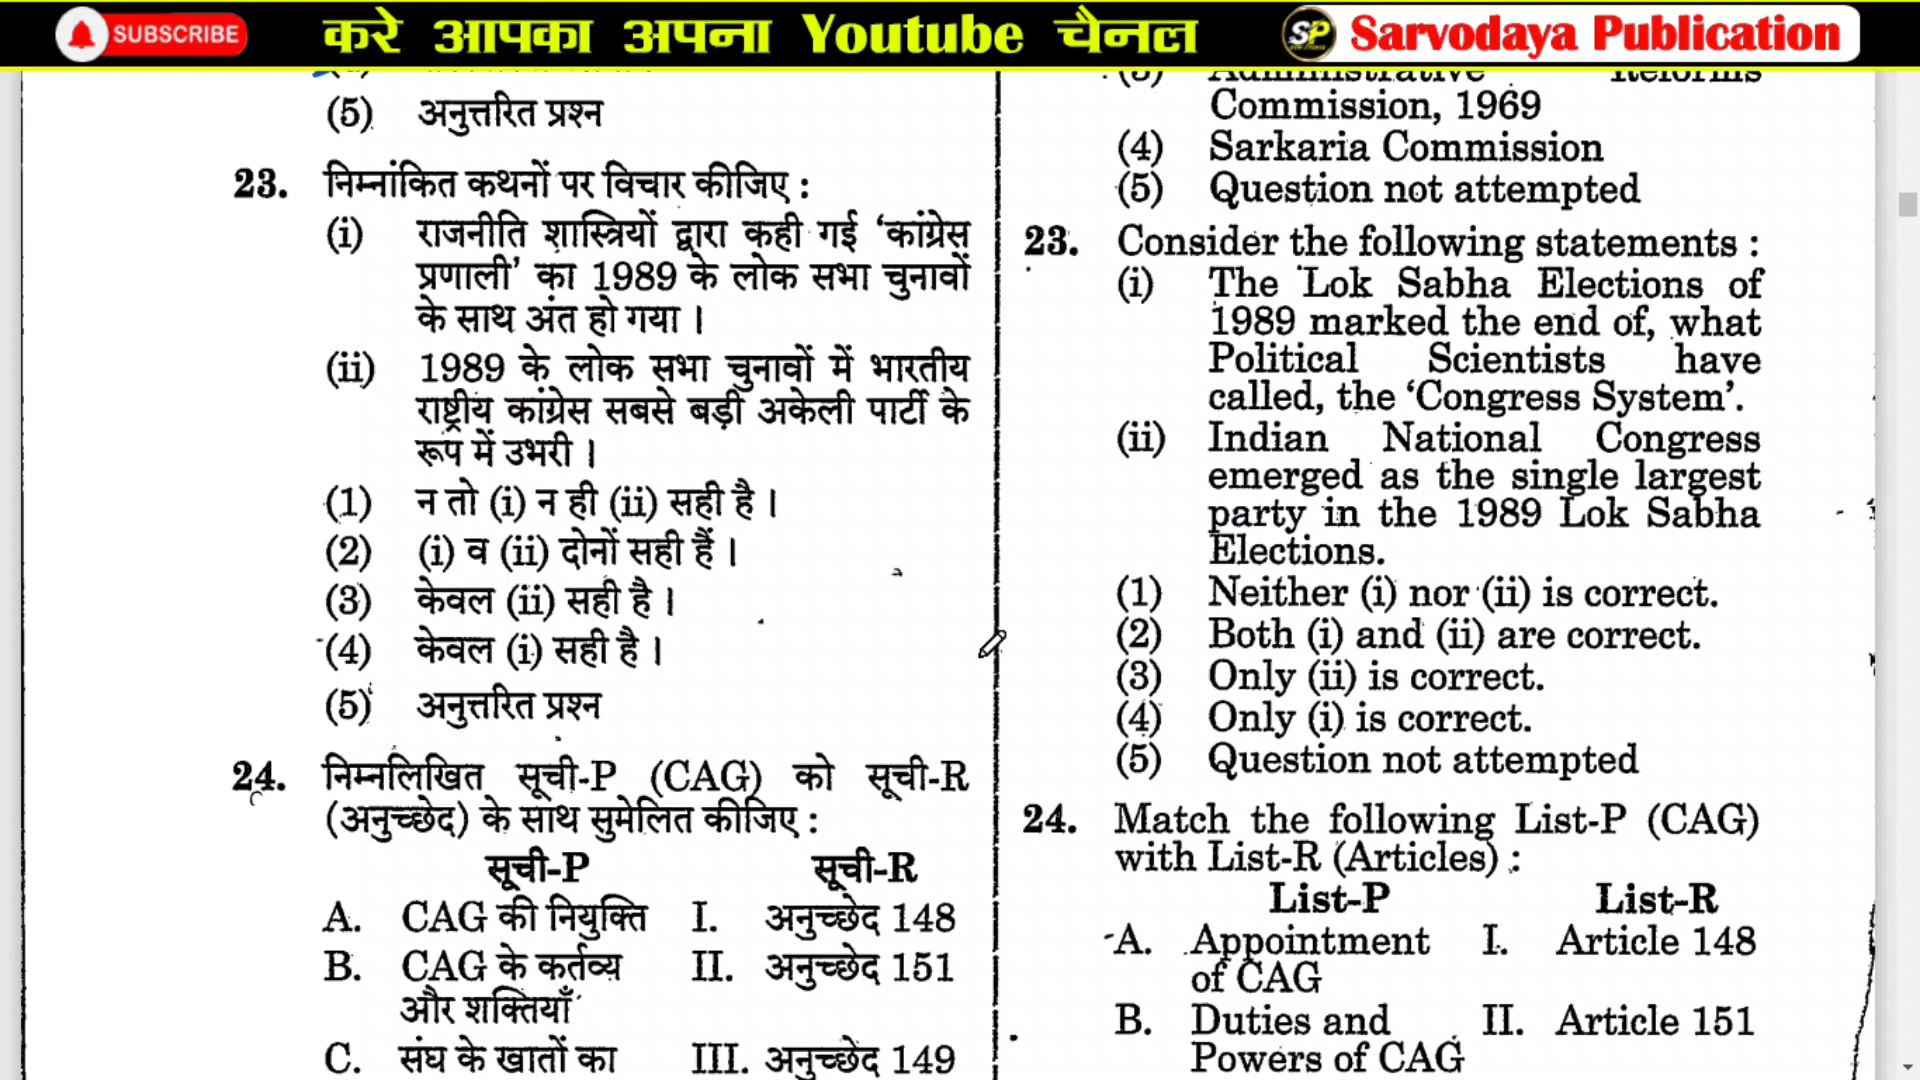 SUBSCRIBE
करे आपका अपना Youtube चैनल
SP
Sarvodaya Publication
(5) अनुत्तरित प्रश्न
23. निम्नांकित कथनों पर विचार कीजिए :
(i) राजनीति शास्त्रियों द्वारा कही गई ‘कांग्रेस
प्रणाली’ का 1989 के लोक सभा चुनावों
के साथ अंत हो गया ।
(ii) 1989 के लोक सभा चुनावों में भारतीय
राष्ट्रीय कांग्रेस सबसे बड़ी अकेली पार्टी के
रूप में उभरी ।
(1) न तो (i) न ही (ii) सही है ।
(2) (i) व (ii) दोनों सही हैं ।
(3) केवल (ii) सही है ।
(4) केवल (i) सही है ।
(5) अनुत्तरित प्रश्न
24. निम्नलिखित सूची-P (CAG) को सूची-R
(अनुच्छेद) के साथ सुमेलित कीजिए :
सूची-P सूची-R
A. CAG की नियुक्ति I. अनुच्छेद 148
B. CAG के कर्तव्य II. अनुच्छेद 151
और शक्तियाँ
C. संघ के खातों का III. अनुच्छेद 149
(3) Administrative Reforms
Commission, 1969
(4) Sarkaria Commission
(5) Question not attempted
23. Consider the following statements :
(i) The Lok Sabha Elections of
1989 marked the end of, what
Political Scientists have
called, the ‘Congress System’.
(ii) Indian National Congress
emerged as the single largest
party in the 1989 Lok Sabha
Elections.
(1) Neither (i) nor (ii) is correct.
(2) Both (i) and (ii) are correct.
(3) Only (ii) is correct.
(4) Only (i) is correct.
(5) Question not attempted
24. Match the following List-P (CAG)
with List-R (Articles) :
List-P List-R
A. Appointment I. Article 148
of CAG
B. Duties and II. Article 151
Powers of CAG